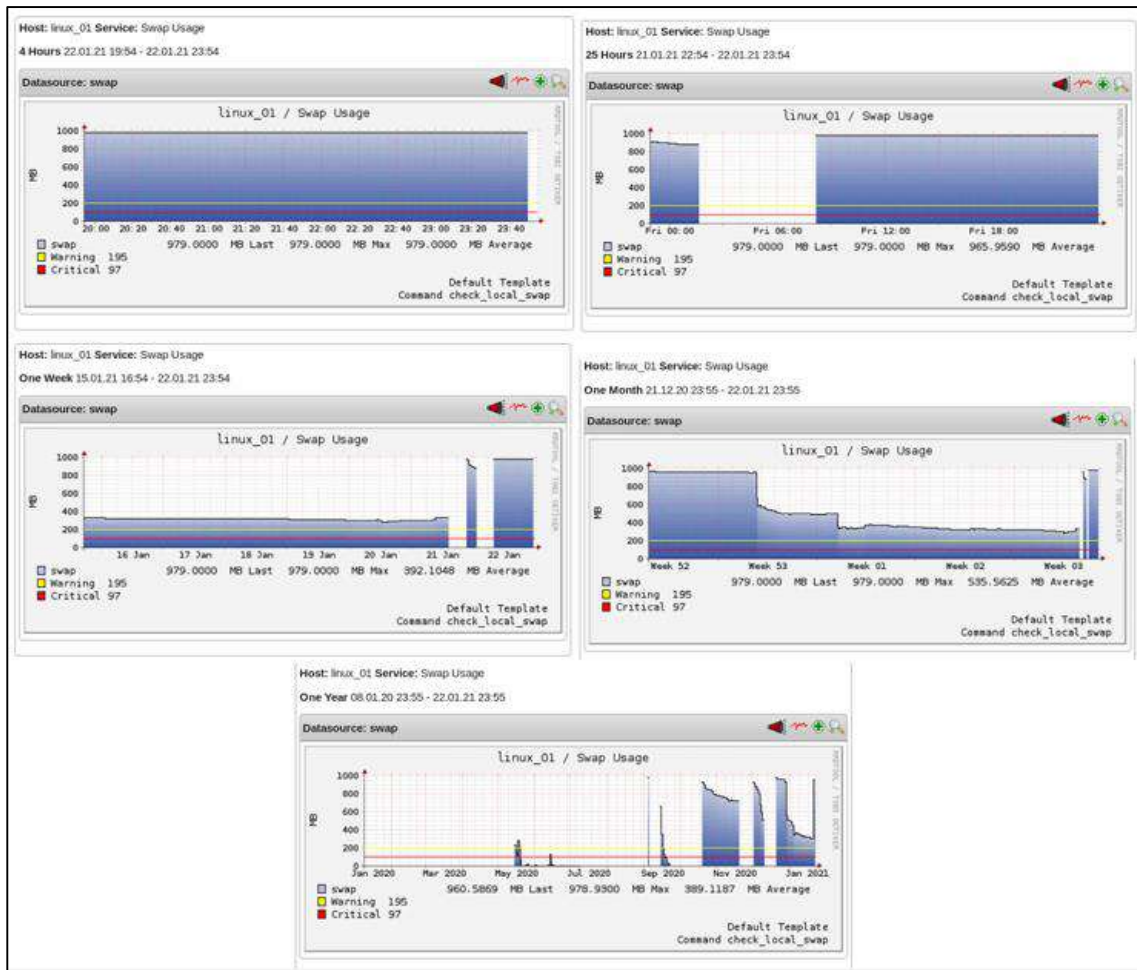 Host: linux_01 Service: Swap Usage
4 Hours 22.01.21 19:54 - 22.01.21 23:54
Datasource: swap
linux_01 / Swap Usage
RRDTOOL / TOBI OETIKER
1000
800
600
400
200
0
MB
20:00 20:20 20:40 21:00 21:20 21:40 22:00 22:20 22:40 23:00 23:20 23:40
swap 979.0000 MB Last 979.0000 MB Max 979.0000 MB Average
Warning 195
Critical 97
Default Template
Command check_local_swap
Host: linux_01 Service: Swap Usage
25 Hours 21.01.21 22:54 - 22.01.21 23:54
Datasource: swap
linux_01 / Swap Usage
RRDTOOL / TOBI OETIKER
1000
800
600
400
200
0
MB
Fri 00:00 Fri 06:00 Fri 12:00 Fri 18:00
swap 979.0000 MB Last 979.0000 MB Max 965.9590 MB Average
Warning 195
Critical 97
Default Template
Command check_local_swap
Host: linux_01 Service: Swap Usage
One Week 15.01.21 16:54 - 22.01.21 23:54
Datasource: swap
linux_01 / Swap Usage
RRDTOOL / TOBI OETIKER
1000
800
600
400
200
0
MB
16 Jan 17 Jan 18 Jan 19 Jan 20 Jan 21 Jan 22 Jan
swap 979.0000 MB Last 979.0000 MB Max 392.1048 MB Average
Warning 195
Critical 97
Default Template
Command check_local_swap
Host: linux_01 Service: Swap Usage
One Month 21.12.20 23:55 - 22.01.21 23:55
Datasource: swap
linux_01 / Swap Usage
RRDTOOL / TOBI OETIKER
1000
800
600
400
200
0
MB
Week 52 Week 53 Week 01 Week 02 Week 03
swap 979.0000 MB Last 979.0000 MB Max 535.5625 MB Average
Warning 195
Critical 97
Default Template
Command check_local_swap
Host: linux_01 Service: Swap Usage
One Year 08.01.20 23:55 - 22.01.21 23:55
Datasource: swap
linux_01 / Swap Usage
RRDTOOL / TOBI OETIKER
1000
800
600
400
200
0
MB
Jan 2020 Mar 2020 May 2020 Jul 2020 Sep 2020 Nov 2020 Jan 2021
swap 960.5869 MB Last 978.9300 MB Max 389.1187 MB Average
Warning 195
Critical 97
Default Template
Command check_local_swap